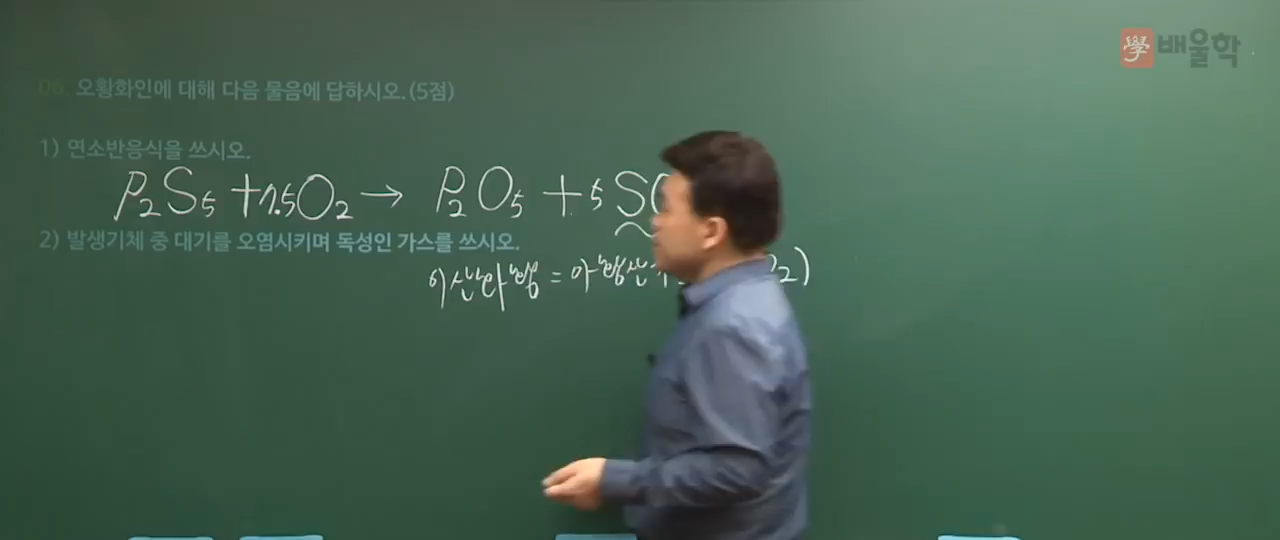 學 배울학
06. 오황화인에 대해 다음 물음에 답하시오.(5점)
1) 연소반응식을 쓰시오.
P₂S₅ + 7.5O₂ → P₂O₅ + 5S
2) 발생기체 중 대기를 오염시키며 독성인 가스를 쓰시오.
이산화황 = 아황산 ₂)